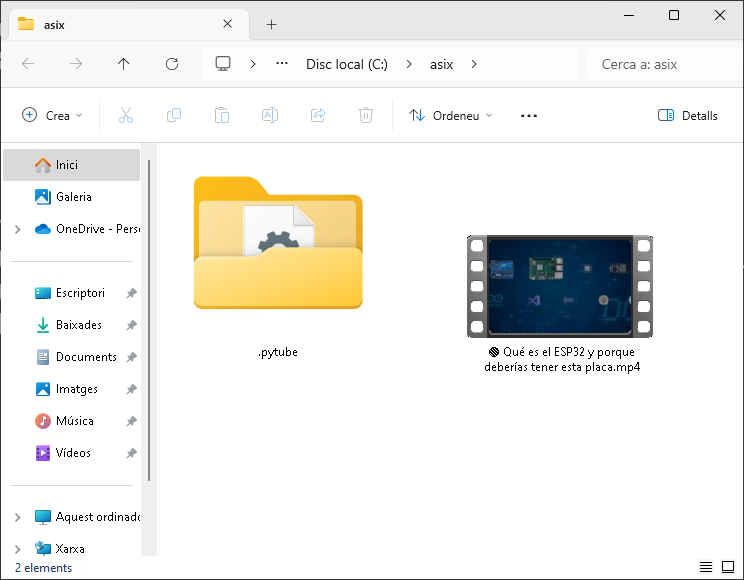 asix
Disc local (C:)
asix
Cerca a: asix
Crea
Ordeneu
Detalls
Inici
Galeria
OneDrive - Pers
Escriptori
Baixades
Documents
Imatges
Música
Vídeos
Aquest ordinado
Xarxa
.pytube
Qué es el ESP32 y porque
deberías tener esta placa.mp4
2 elements